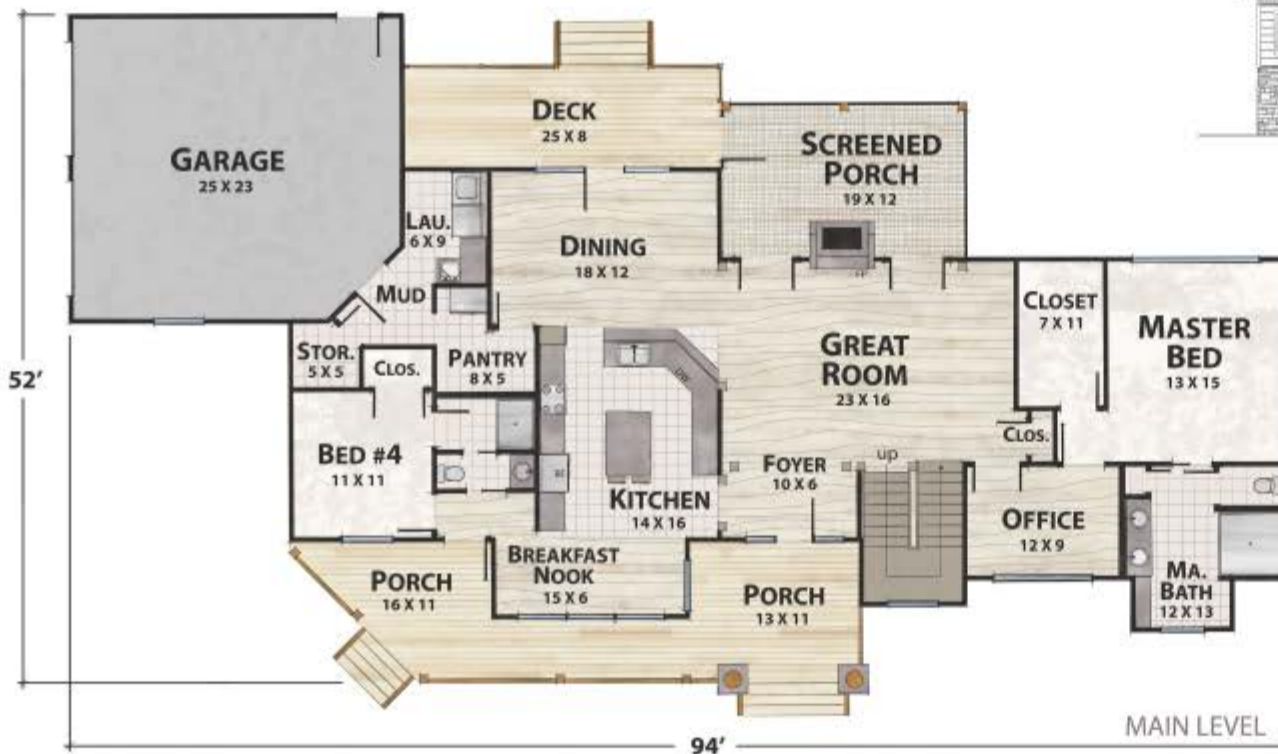 DECK
25 X 8
GARAGE
25 X 23
SCREENED
PORCH
19 X 12
LAU.
6 X 9
DINING
18 X 12
MUD
CLOSET
7 X 11
MASTER
BED
13 X 15
STOR.
5 X 5
CLOS.
PANTRY
8 X 5
GREAT
ROOM
23 X 16
52'
DW
CLOS.
BED #4
11 X 11
FOYER
10 X 6
up
KITCHEN
14 X 16
OFFICE
12 X 9
BREAKFAST
NOOK
15 X 6
PORCH
16 X 11
PORCH
13 X 11
MA.
BATH
12 X 13
MAIN LEVEL
94'